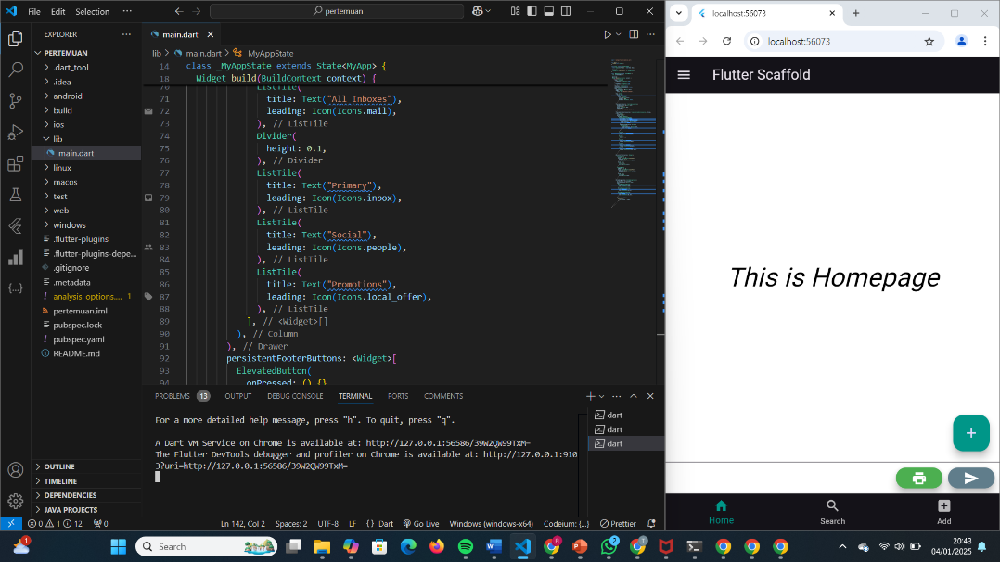 File Edit Selection ··· pertemuan
EXPLORER
PERTEMUAN
.dart_tool
.idea
android
build
ios
lib
main.dart
linux
macos
test
web
windows
.flutter-plugins
.flutter-plugins-depe...
.gitignore
.metadata
analysis_options.... 1
pertemuan.iml
pubspec.lock
pubspec.yaml
README.md
OUTLINE
TIMELINE
DEPENDENCIES
JAVA PROJECTS
main.dart
lib > main.dart > _MyAppState
14 class _MyAppState extends State<MyApp> {
18 Widget build(BuildContext context) {
70 ListTile(
71 title: Text("All Inboxes"),
72 leading: Icon(Icons.mail),
73 ), // ListTile
74 Divider(
75 height: 0.1,
76 ), // Divider
77 ListTile(
78 title: Text("Primary"),
79 leading: Icon(Icons.inbox),
80 ), // ListTile
81 ListTile(
82 title: Text("Social"),
83 leading: Icon(Icons.people),
84 ), // ListTile
85 ListTile(
86 title: Text("Promotions"),
87 leading: Icon(Icons.local_offer),
88 ), // ListTile
89 ], // <Widget>[]
90 ), // Column
91 ), // Drawer
92 persistentFooterButtons: <Widget>[
93 ElevatedButton(
94 onPressed: () {}
PROBLEMS 13 OUTPUT DEBUG CONSOLE TERMINAL PORTS COMMENTS
For a more detailed help message, press "h". To quit, press "q".
A Dart VM Service on Chrome is available at: http://127.0.0.1:56586/39W2QW99TxM=
The Flutter DevTools debugger and profiler on Chrome is available at: http://127.0.0.1:910
3?uri=http://127.0.0.1:56586/39W2QW99TxM=
dart
dart
dart
0 1 12 0 Ln 142, Col 2 Spaces: 2 UTF-8 LF {} Dart Go Live Windows (windows-x64) Codeium: {...} Prettier
localhost:56073
localhost:56073
Flutter Scaffold
This is Homepage
Home Search Add
1 Search 2 20:43
04/01/2025